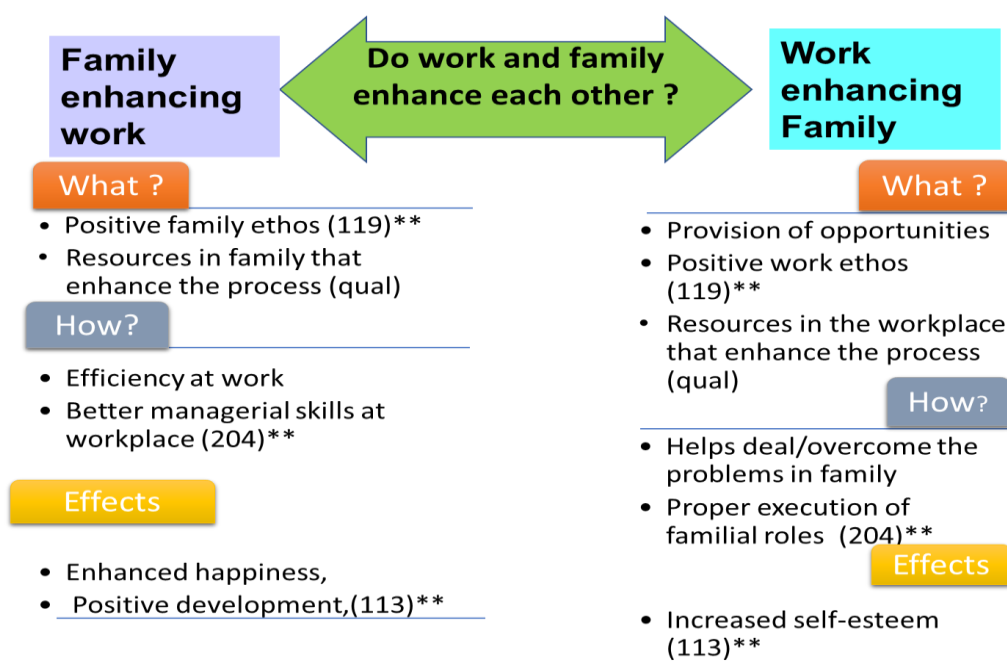 Family
enhancing
work
Do work and family
enhance each other ?
Work
enhancing
Family
What ?
• Positive family ethos (119)**
• Resources in family that
enhance the process (qual)
How?
• Efficiency at work
• Better managerial skills at
workplace (204)**
Effects
• Enhanced happiness,
• Positive development,(113)**
What ?
• Provision of opportunities
• Positive work ethos
(119)**
• Resources in the workplace
that enhance the process
(qual)
How?
• Helps deal/overcome the
problems in family
• Proper execution of
familial roles (204)**
Effects
• Increased self-esteem
(113)**